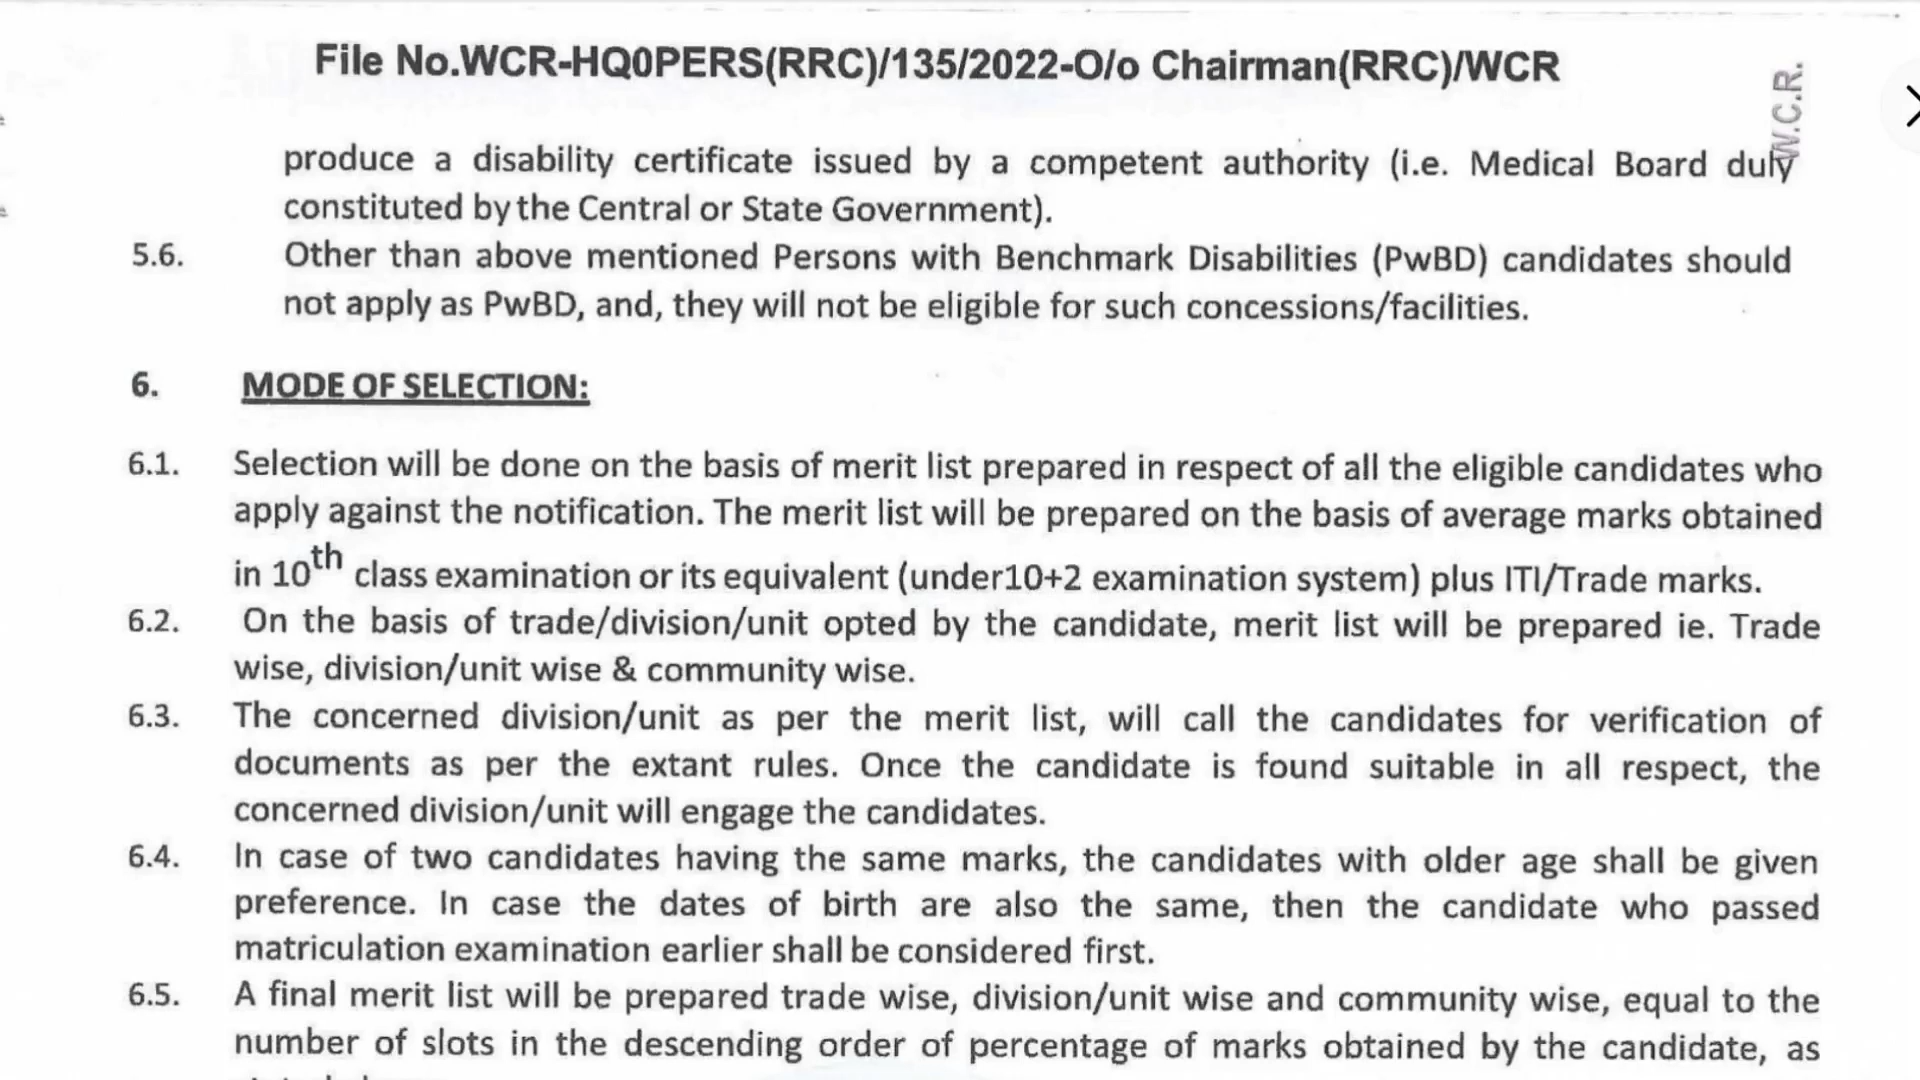 File No.WCR-HQ0PERS(RRC)/135/2022-O/o Chairman(RRC)/WCR
W.C.R.
produce a disability certificate issued by a competent authority (i.e. Medical Board duly
constituted by the Central or State Government).
5.6. Other than above mentioned Persons with Benchmark Disabilities (PwBD) candidates should
not apply as PwBD, and, they will not be eligible for such concessions/facilities.
6. MODE OF SELECTION:
6.1. Selection will be done on the basis of merit list prepared in respect of all the eligible candidates who
apply against the notification. The merit list will be prepared on the basis of average marks obtained
in 10th class examination or its equivalent (under10+2 examination system) plus ITI/Trade marks.
6.2. On the basis of trade/division/unit opted by the candidate, merit list will be prepared ie. Trade
wise, division/unit wise & community wise.
6.3. The concerned division/unit as per the merit list, will call the candidates for verification of
documents as per the extant rules. Once the candidate is found suitable in all respect, the
concerned division/unit will engage the candidates.
6.4. In case of two candidates having the same marks, the candidates with older age shall be given
preference. In case the dates of birth are also the same, then the candidate who passed
matriculation examination earlier shall be considered first.
6.5. A final merit list will be prepared trade wise, division/unit wise and community wise, equal to the
number of slots in the descending order of percentage of marks obtained by the candidate, as